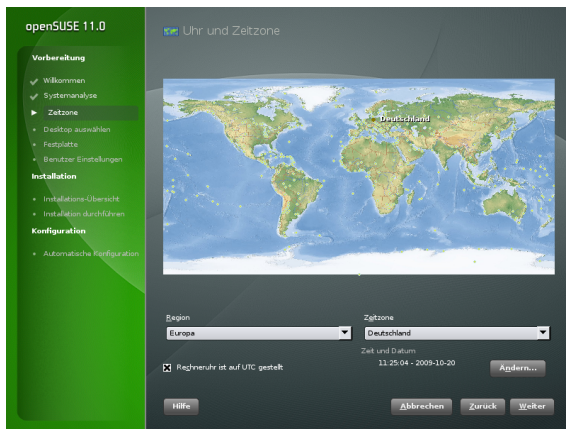 openSUSE 11.0
Vorbereitung
Willkommen
Systemanalyse
Zeitzone
Desktop auswählen
Festplatte
Benutzer Einstellungen
Installation
Installations-Übersicht
Installation durchführen
Konfiguration
Automatische Konfiguration
Uhr und Zeitzone
Deutschland
Region
Europa
Zeitzone
Deutschland
Rechneruhr ist auf UTC gestellt
Zeit und Datum
11:25:04 - 2009-10-20
Ändern...
Hilfe
Abbrechen
Zurück
Weiter